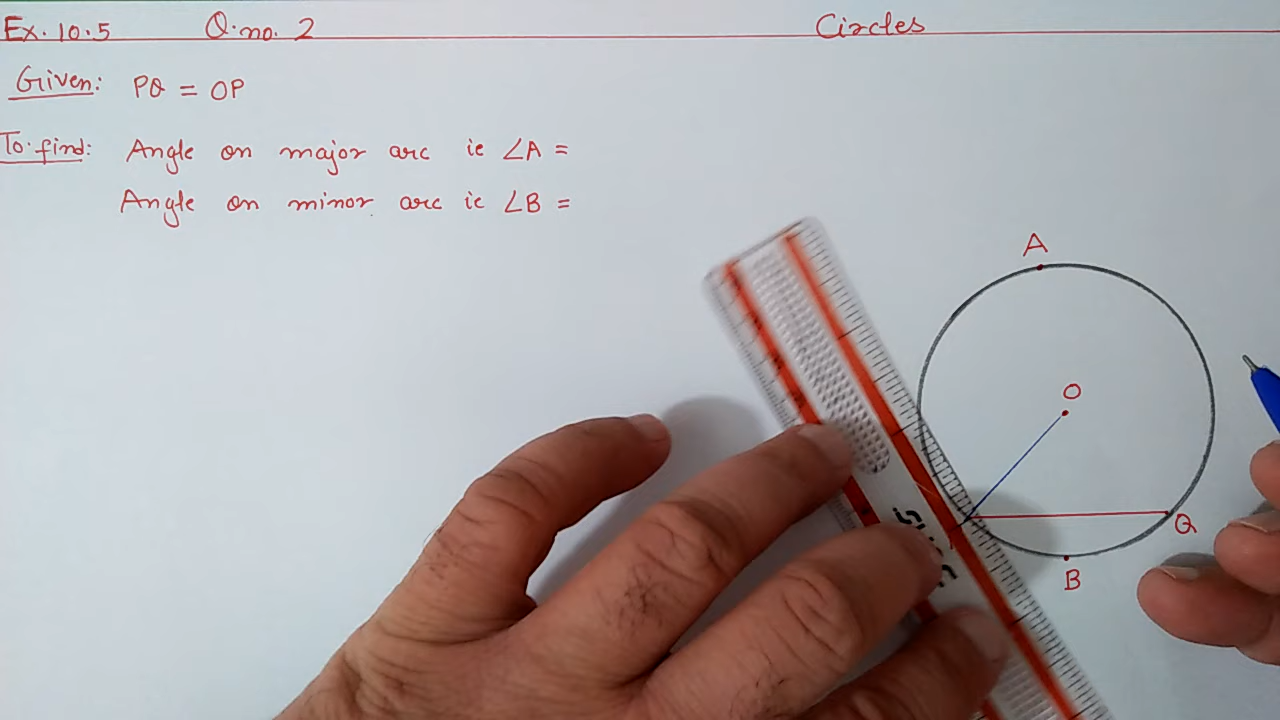 Ex. 10.5 Q.no. 2 Circles
Given: PQ = OP
To find: Angle on major arc ie ∠A =
Angle on minor arc ie ∠B =
A
O
Q
B